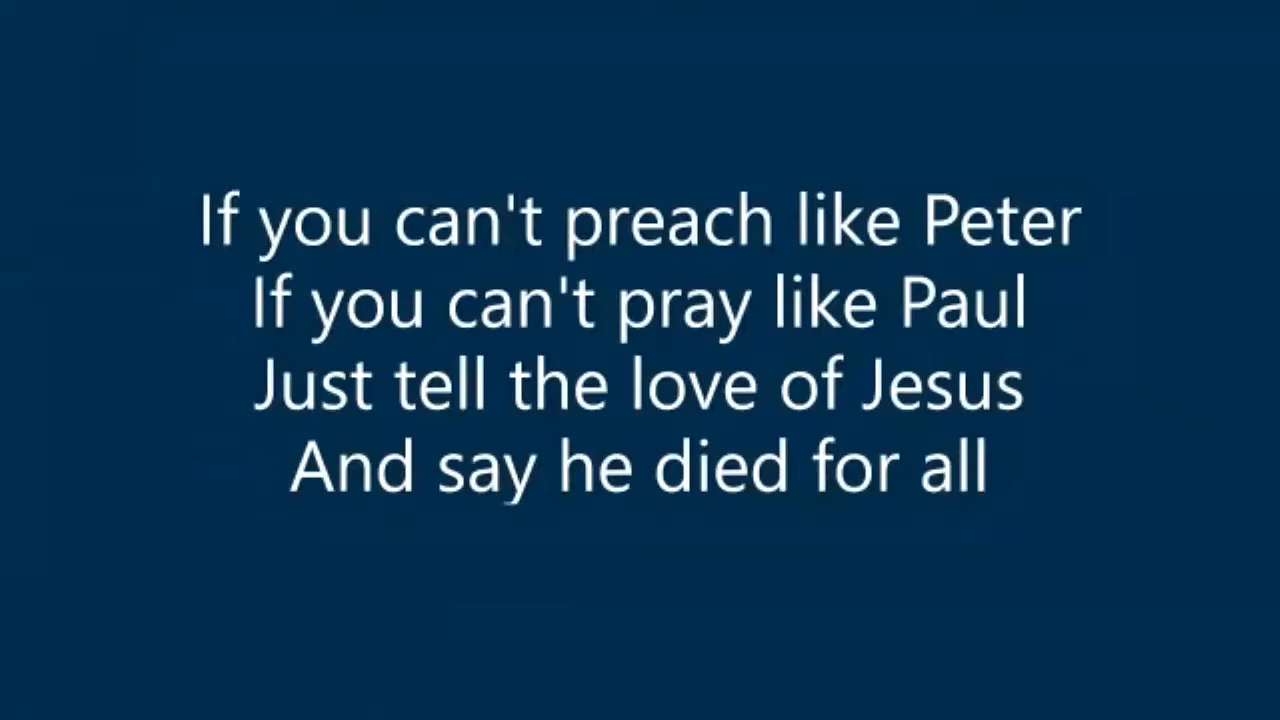 If you can't preach like Peter
If you can't pray like Paul
Just tell the love of Jesus
And say he died for all